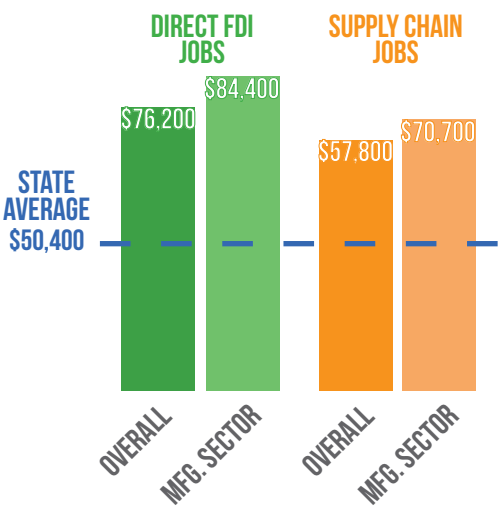 DIRECT FDI
JOBS
SUPPLY CHAIN
JOBS
$76,200
$84,400
$57,800
$70,700
STATE
AVERAGE
$50,400
OVERALL
MFG. SECTOR
OVERALL
MFG. SECTOR